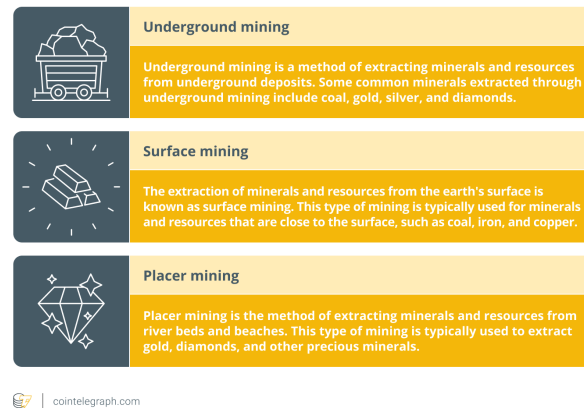 Underground mining
Underground mining is a method of extracting minerals and resources
from underground deposits. Some common minerals extracted through
underground mining include coal, gold, silver, and diamonds.
Surface mining
The extraction of minerals and resources from the earth's surface is
known as surface mining. This type of mining is typically used for minerals
and resources that are close to the surface, such as coal, iron, and copper.
Placer mining
Placer mining is the method of extracting minerals and resources from
river beds and beaches. This type of mining is typically used to extract
gold, diamonds, and other precious minerals.
cointelegraph.com